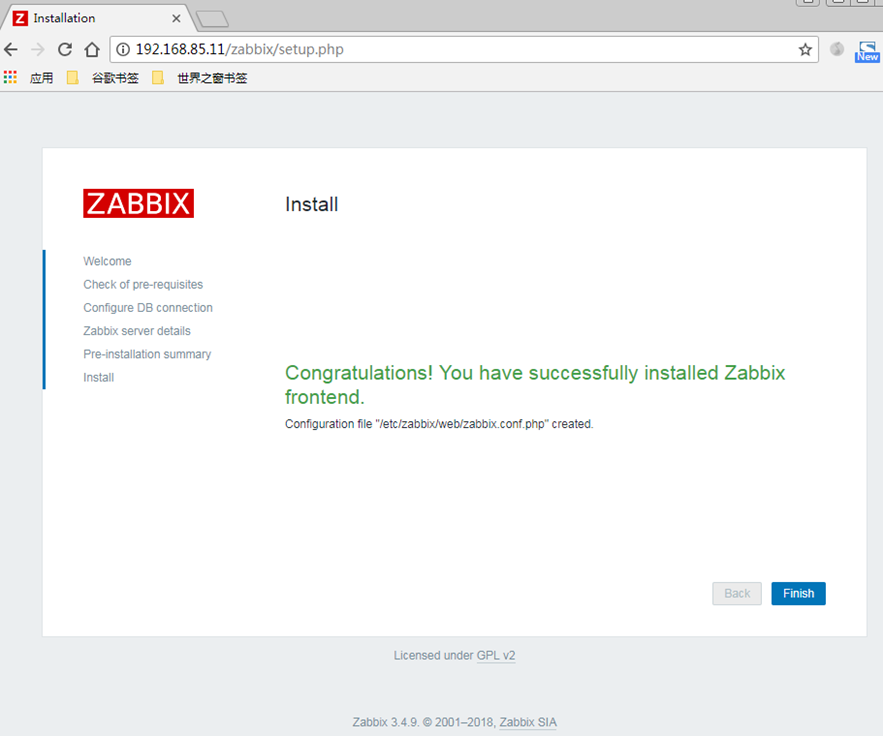 Installation
192.168.85.11/zabbix/setup.php
New
应用 谷歌书签 世界之窗书签
ZABBIX
Install
Welcome
Check of pre-requisites
Configure DB connection
Zabbix server details
Pre-installation summary
Install
Congratulations! You have successfully installed Zabbix
frontend.
Configuration file "/etc/zabbix/web/zabbix.conf.php" created.
Back Finish
Licensed under GPL v2
Zabbix 3.4.9. © 2001–2018, Zabbix SIA